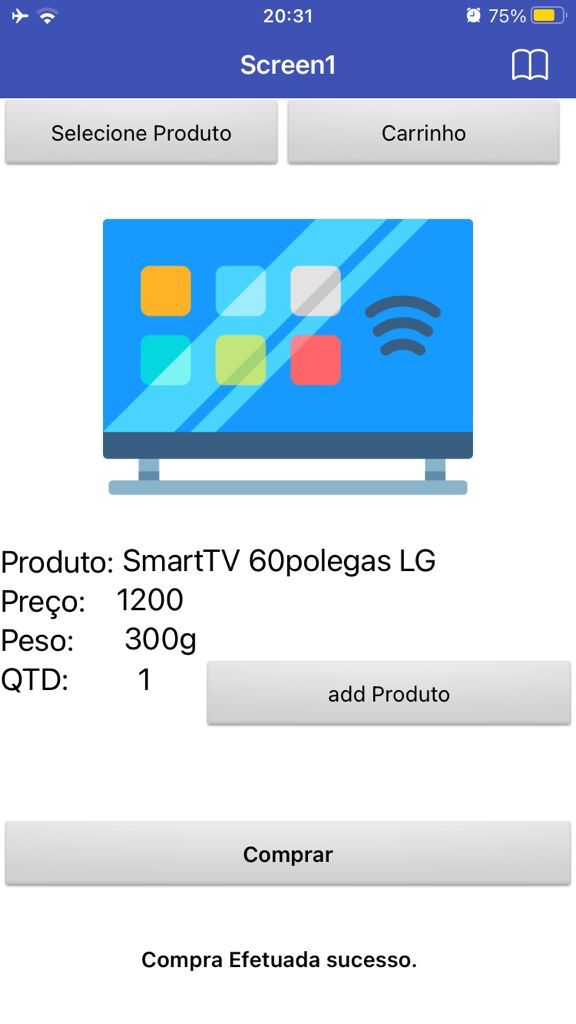 20:31
75%
Screen1
Selecione Produto
Carrinho
Produto: SmartTV 60polegas LG
Preço: 1200
Peso: 300g
QTD: 1
add Produto
Comprar
Compra Efetuada sucesso.